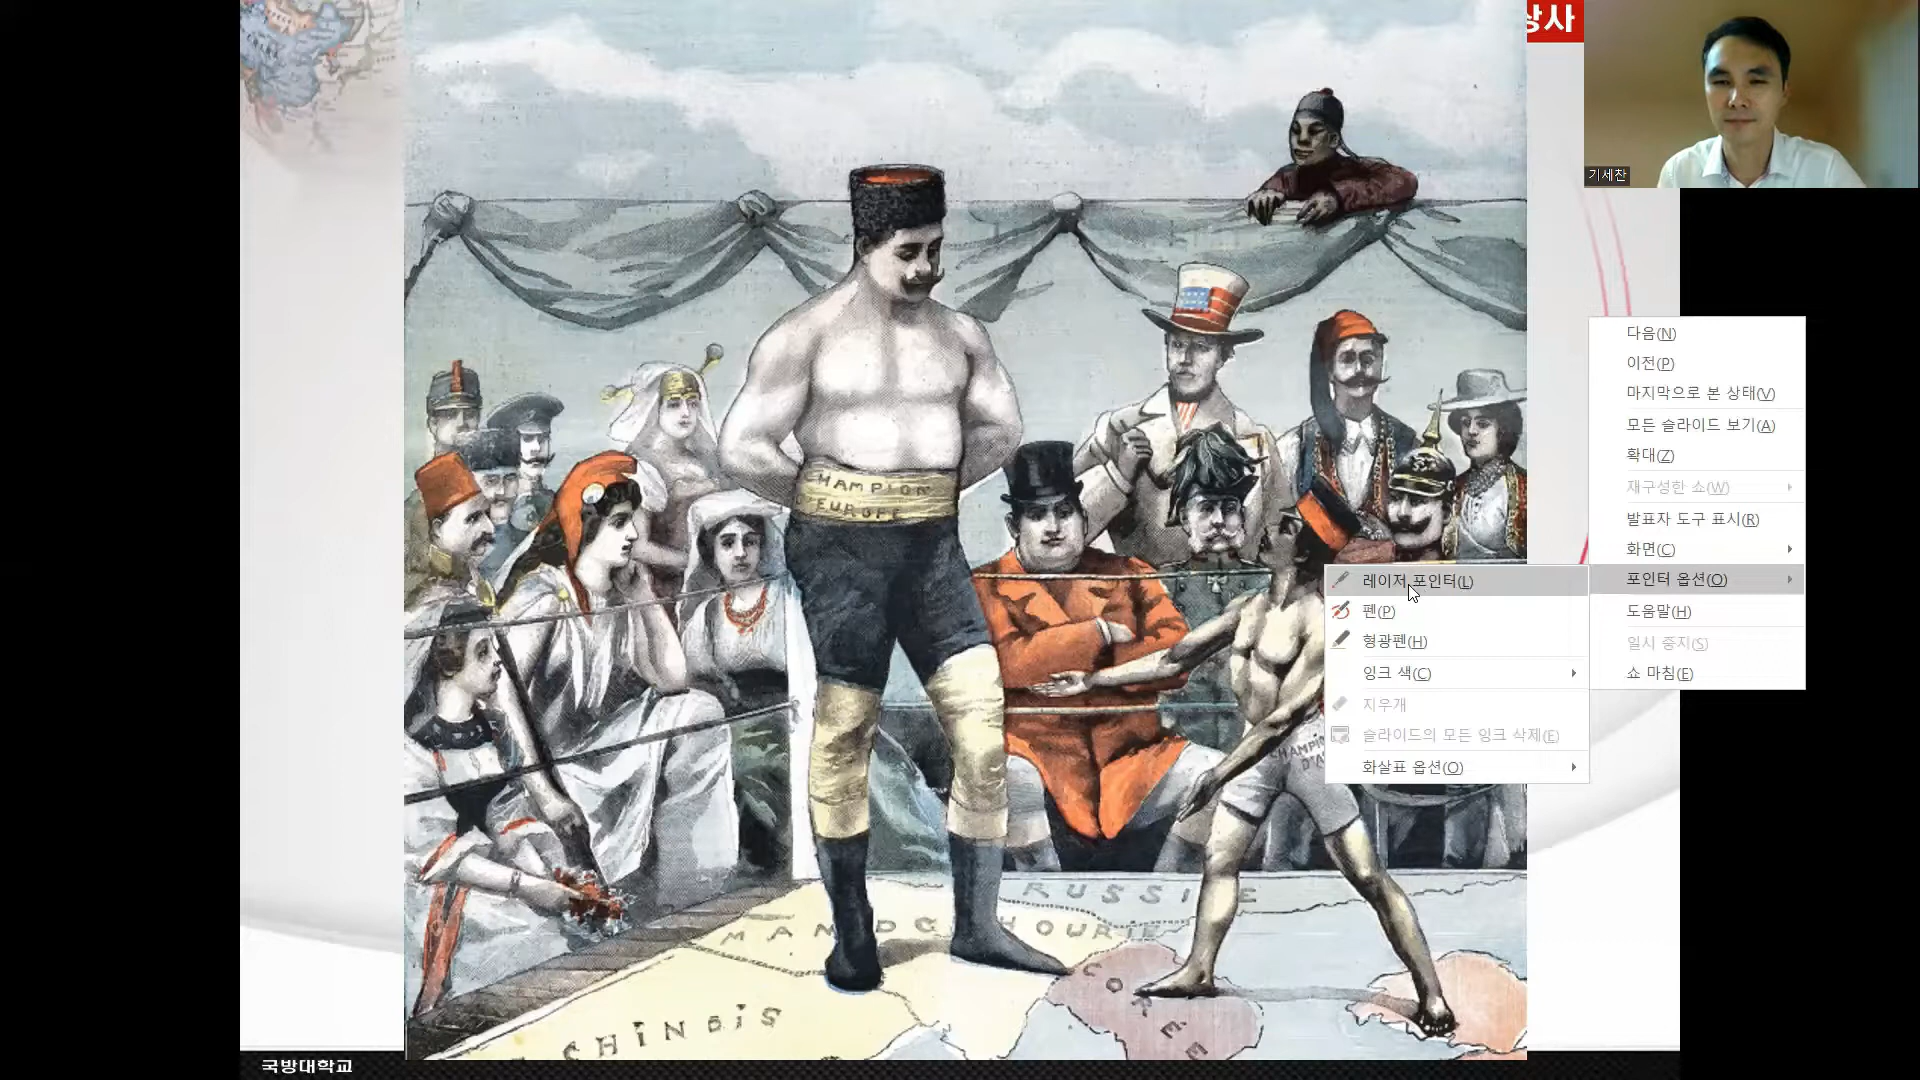 상사
기세찬
다음(N)
이전(P)
마지막으로 본 상태(V)
모든 슬라이드 보기(A)
확대(Z)
재구성한 쇼(W)
발표자 도구 표시(R)
화면(C)
포인터 옵션(O)
도움말(H)
일시 중지(S)
쇼 마침(E)
레이저 포인터(L)
펜(P)
형광펜(H)
잉크 색(C)
지우개
슬라이드의 모든 잉크 삭제(E)
화살표 옵션(O)
CHAMPION
EUROPE
CHAMPI
D'A
RUSSIE
MANDCHOURIE
CORÉE
CHINOIS
국방대학교